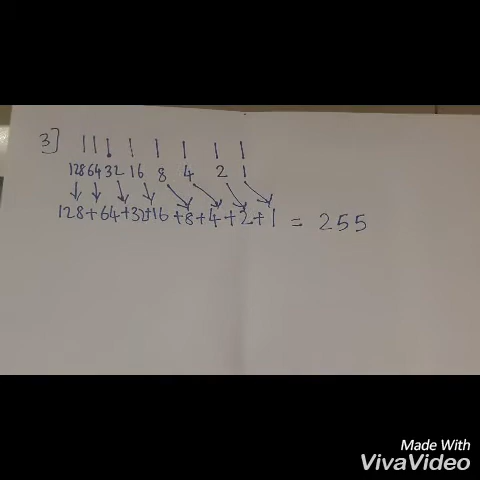 3] 1 1 1 1 1 1 1 1
128 64 32 16 8 4 2 1
128+64+32+16+8+4+2+1 = 255
Made With
VivaVideo